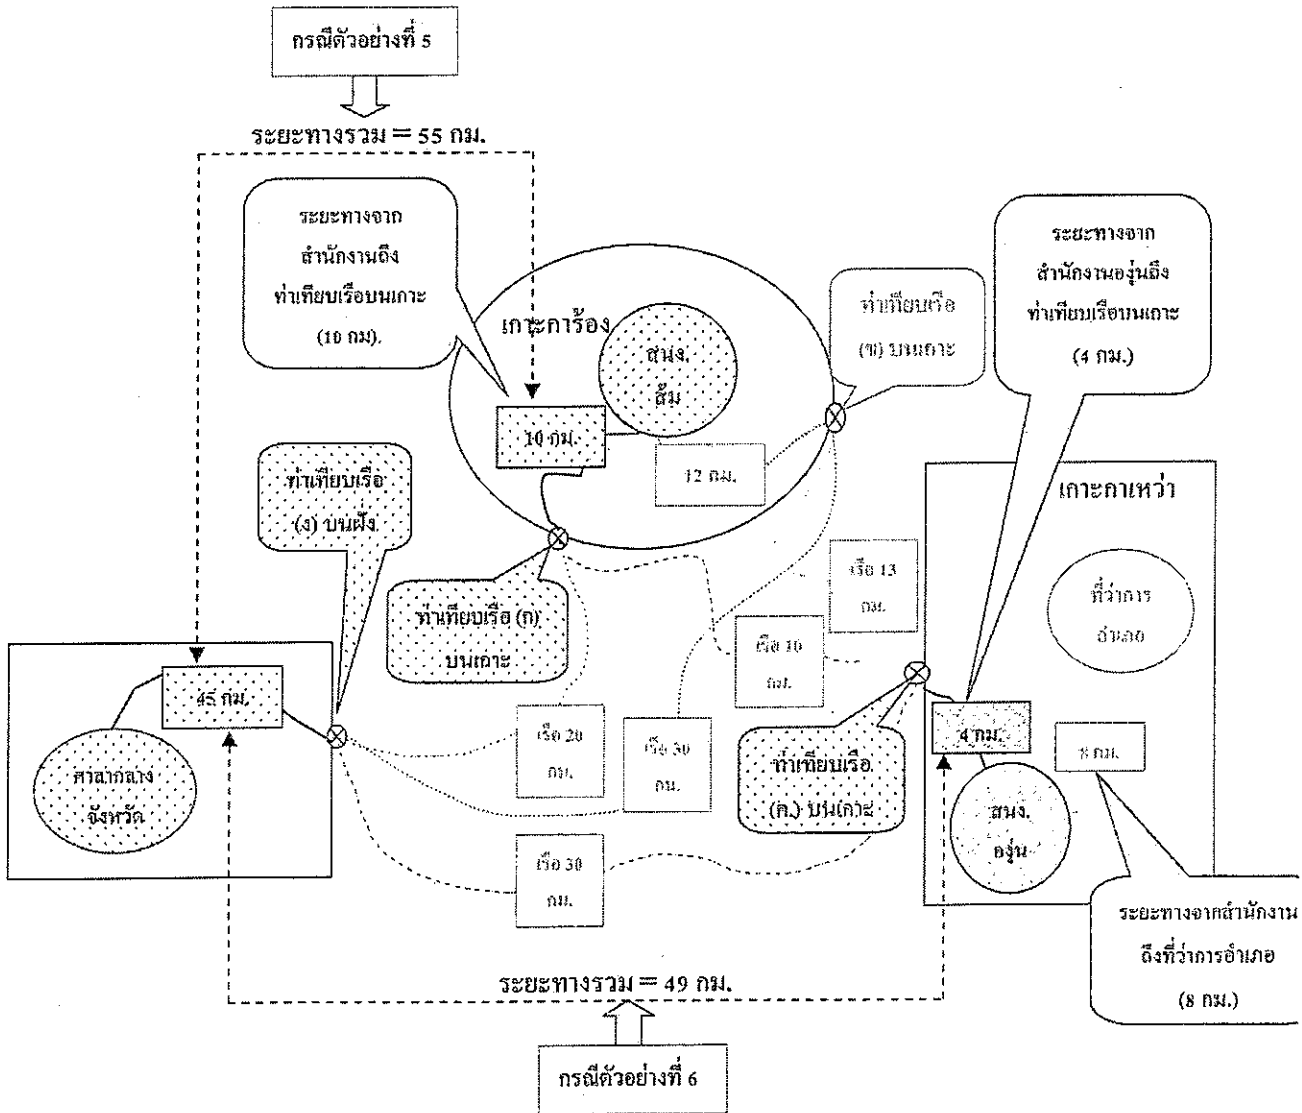 กรณีตัวอย่างที่ 5
ระยะทางรวม = 55 กม.
ระยะทางจาก
สำนักงานถึง
ท่าเทียบเรือบนเกาะ
(10 กม).
ระยะทางจาก
สำนักงานองุ่นถึง
ท่าเทียบเรือบนเกาะ
(4 กม.)
เกาะการ้อง
สนง.
ส้ม
ท่าเทียบเรือ
(ข) บนเกาะ
10 กม.
12 กม.
ท่าเทียบเรือ
(ง) บนฝั่ง
เกาะกาเหว่า
ท่าเทียบเรือ (ก)
บนเกาะ
เรือ 13
กม.
ที่ว่าการ
อำเภอ
เรือ 10
กม.
45 กม.
ศาลากลาง
จังหวัด
เรือ 20
กม.
เรือ 30
กม.
ท่าเทียบเรือ
(ค.) บนเกาะ
4 กม.
8 กม.
สนง.
องุ่น
เรือ 30
กม.
ระยะทางจากสำนักงาน
ถึงที่ว่าการอำเภอ
(8 กม.)
ระยะทางรวม = 49 กม.
กรณีตัวอย่างที่ 6